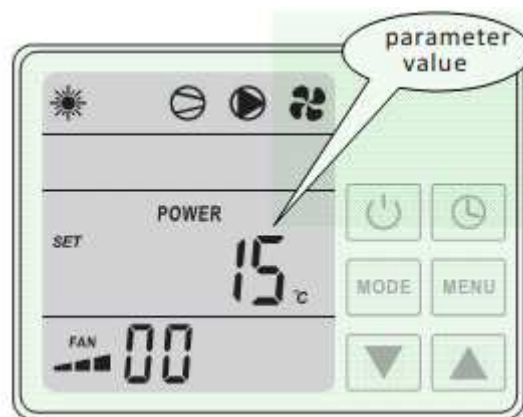 parameter
value
POWER
SET
15 °C
MODE MENU
FAN
00